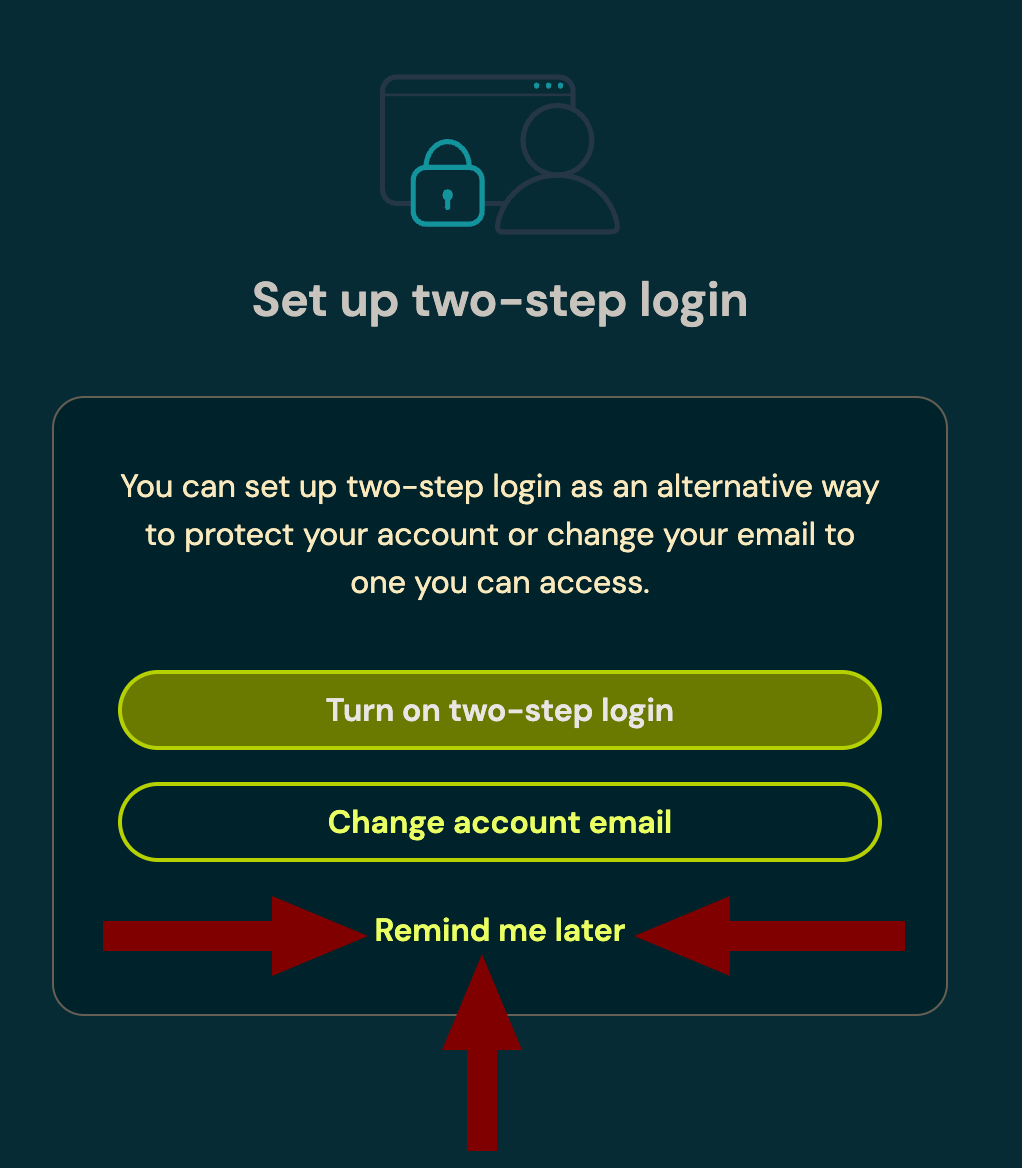 Set up two-step login
You can set up two-step login as an alternative way
to protect your account or change your email to
one you can access.
Turn on two-step login
Change account email
Remind me later